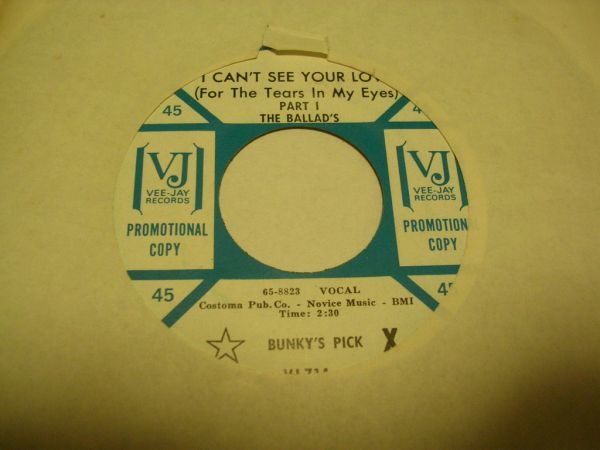 I CAN'T SEE YOUR LOV
(For The Tears In My Eyes)
PART I
THE BALLAD'S
45
45
VJ
VEE-JAY
RECORDS
PROMOTIONAL
COPY
VJ
VEE-JAY
RECORDS
PROMOTION
COPY
65-8823 VOCAL
Costoma Pub. Co. - Novice Music - BMI
Time: 2:30
45
45
BUNKY'S PICK X